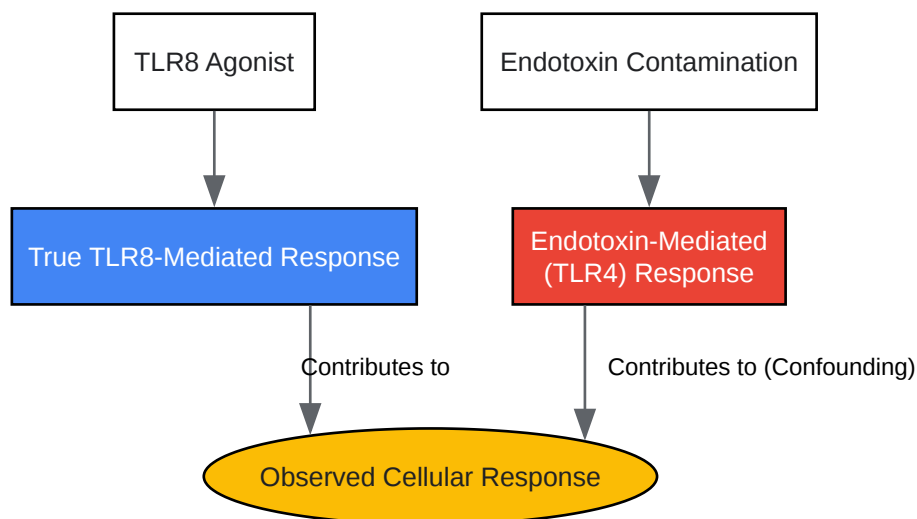 TLR8 Agonist
Endotoxin Contamination
True TLR8-Mediated Response
Endotoxin-Mediated
(TLR4) Response
Contributes to
Contributes to (Confounding)
Observed Cellular Response